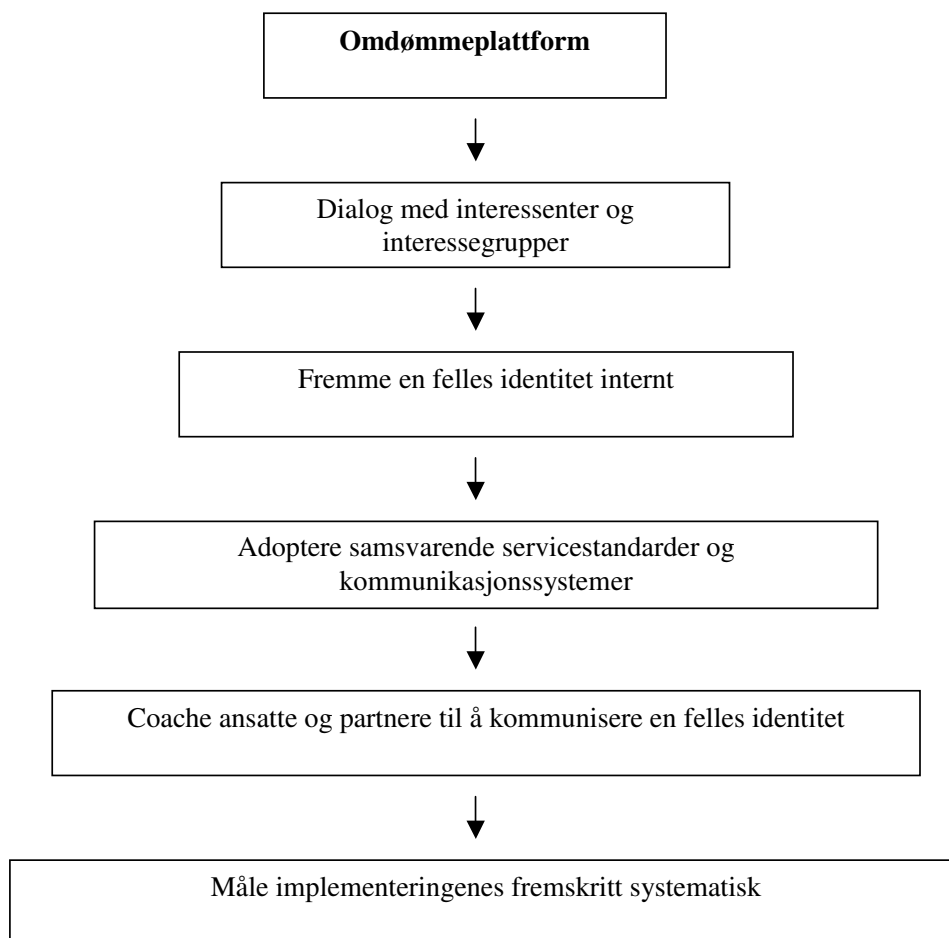 Omdømmeplattform
Dialog med interessenter og
interessegrupper
Fremme en felles identitet internt
Adoptere samsvarende servicestandarder og
kommunikasjonssystemer
Coache ansatte og partnere til å kommunisere en felles identitet
Måle implementeringenes fremskritt systematisk